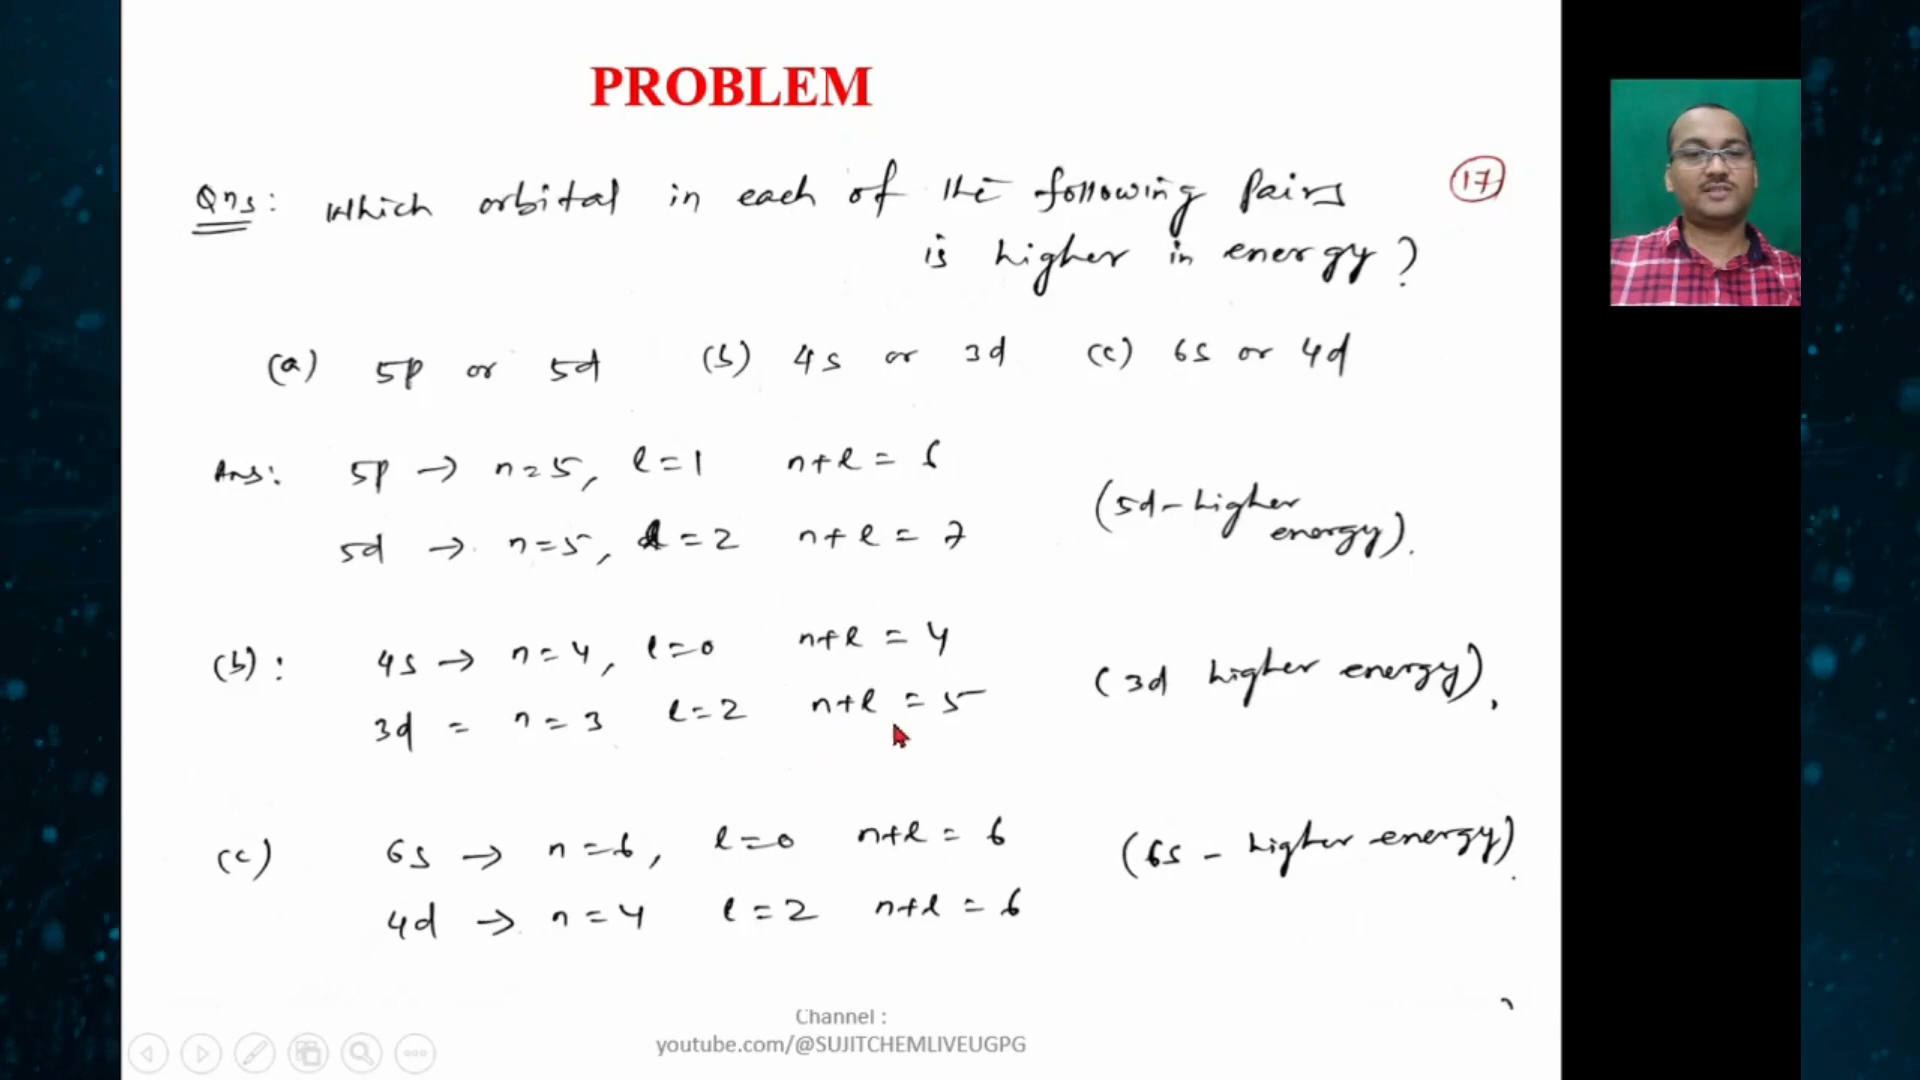 PROBLEM
Qns: Which orbital in each of the following Pairs
17
is higher in energy?
(a) 5p or 5d (b) 4s or 3d (c) 6s or 4d
Ans: 5p → n=5, l=1 n+l = 6
5d → n=5, l=2 n+l = 7
(5d-higher
energy).
(b): 4s → n=4, l=0 n+l = 4
3d = n=3 l=2 n+l = 5
(3d higher energy),
(c) 6s → n=6, l=0 n+l = 6
(6s - higher energy).
4d → n=4 l=2 n+l = 6
Channel :
youtube.com/@SUJITCHEMLIVEUGPG